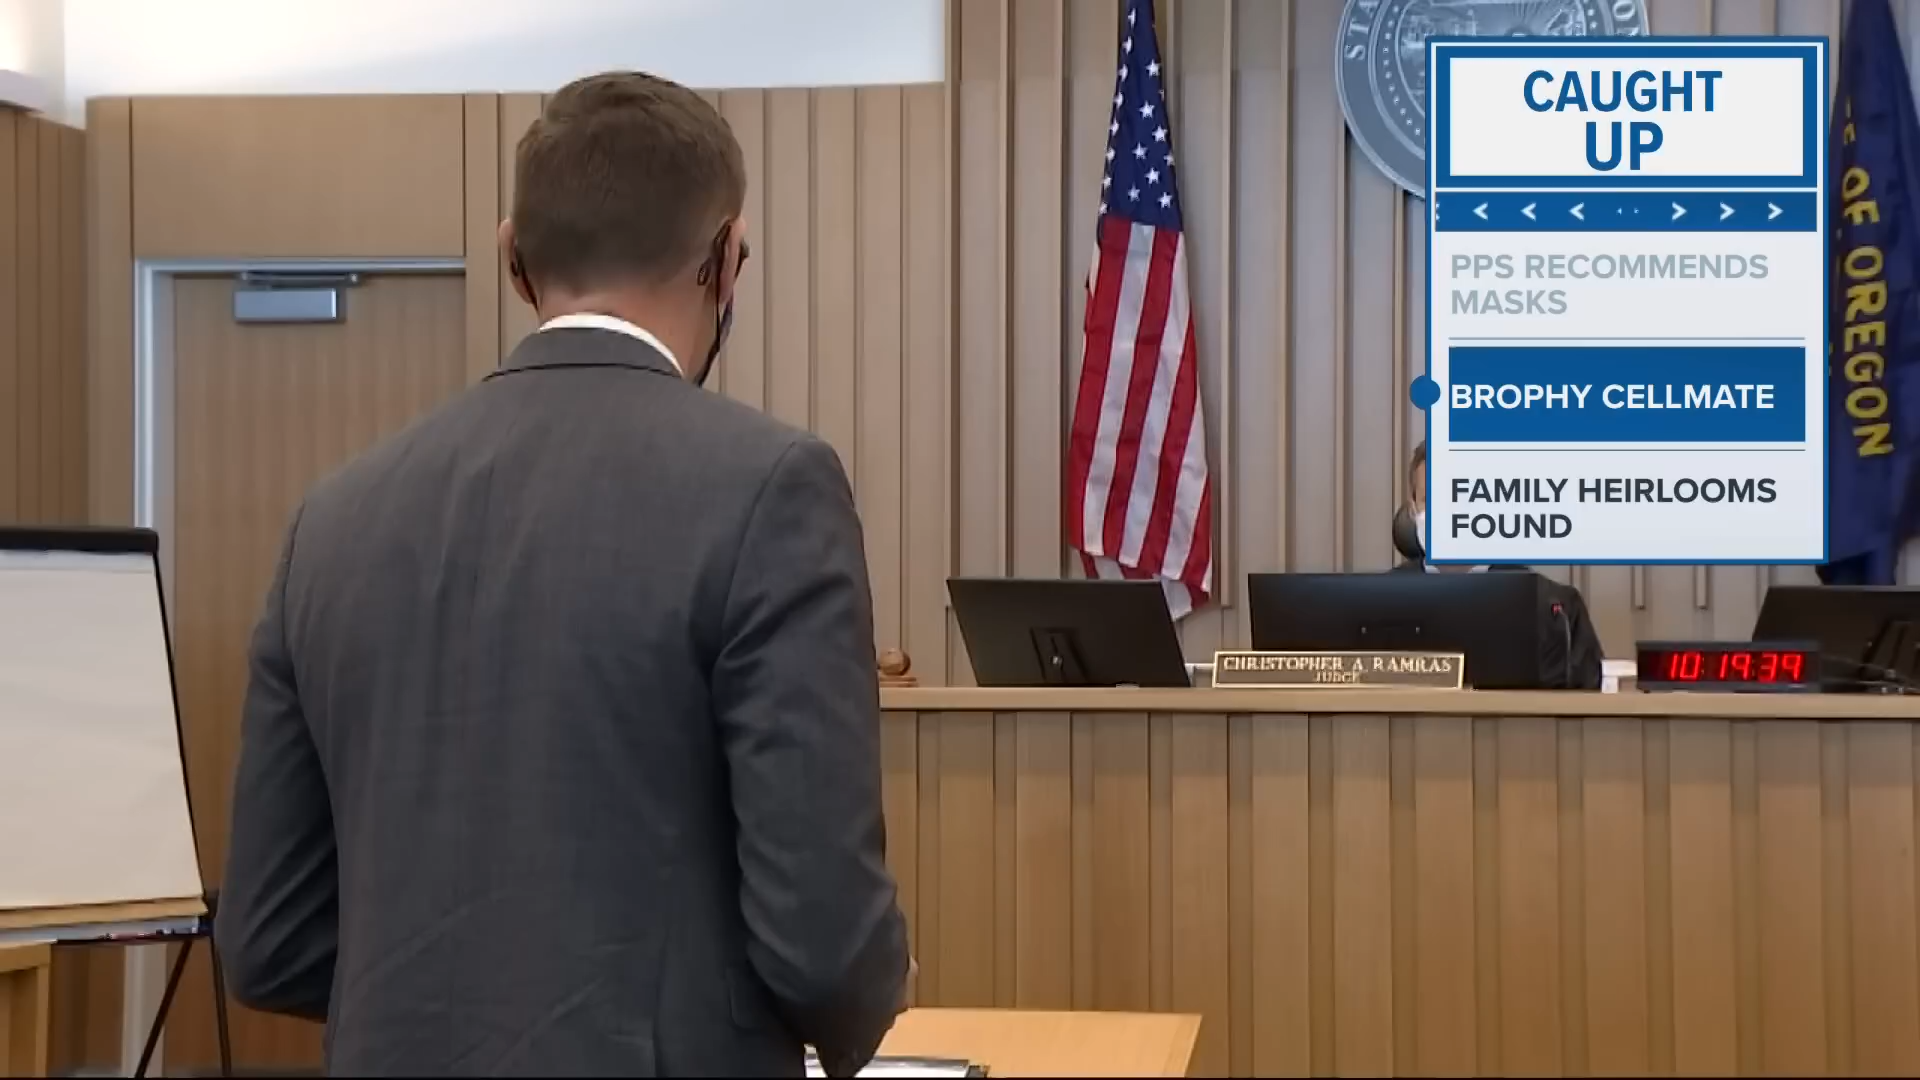 CAUGHT
UP
PPS RECOMMENDS
MASKS
BROPHY CELLMATE
FAMILY HEIRLOOMS
FOUND
OF OREGON
CHRISTOPHER A. RAMRAS
JUDGE
10:19:39